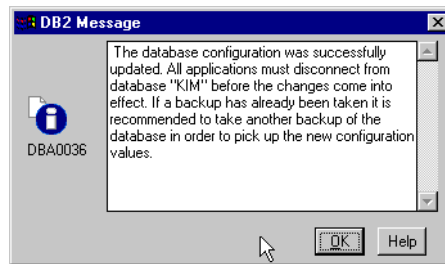 DB2 Message
The database configuration was successfully
updated. All applications must disconnect from
database "KIM" before the changes come into
effect. If a backup has already been taken it is
recommended to take another backup of the
database in order to pick up the new configuration
values.
DBA0036
OK
Help